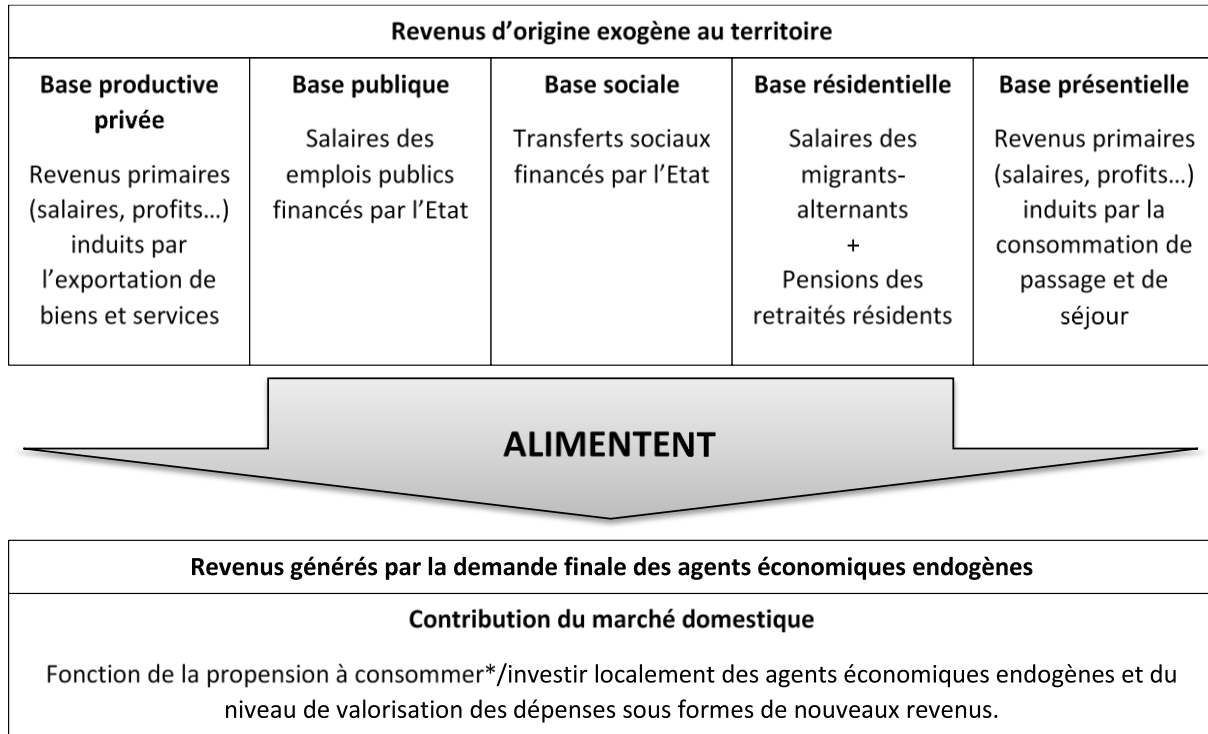 Revenus d’origine exogène au territoire
Base productive
privée
Revenus primaires
(salaires, profits…)
induits par
l’exportation de
biens et services
Base publique
Salaires des
emplois publics
financés par l’Etat
Base sociale
Transferts sociaux
financés par l’Etat
Base résidentielle
Salaires des
migrants-
alternants
+
Pensions des
retraités résidents
Base présentielle
Revenus primaires
(salaires, profits…)
induits par la
consommation de
passage et de
séjour
ALIMENTENT
Revenus générés par la demande finale des agents économiques endogènes
Contribution du marché domestique
Fonction de la propension à consommer*/investir localement des agents économiques endogènes et du
niveau de valorisation des dépenses sous formes de nouveaux revenus.